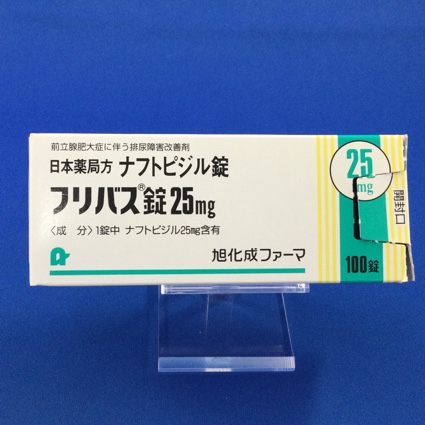 前立腺肥大症に伴う排尿障害改善剤
日本薬局方 ナフトピジル錠
フリバス®錠25mg
〈成 分〉1錠中 ナフトピジル25mg含有
旭化成ファーマ
25
mg
開封口
100錠